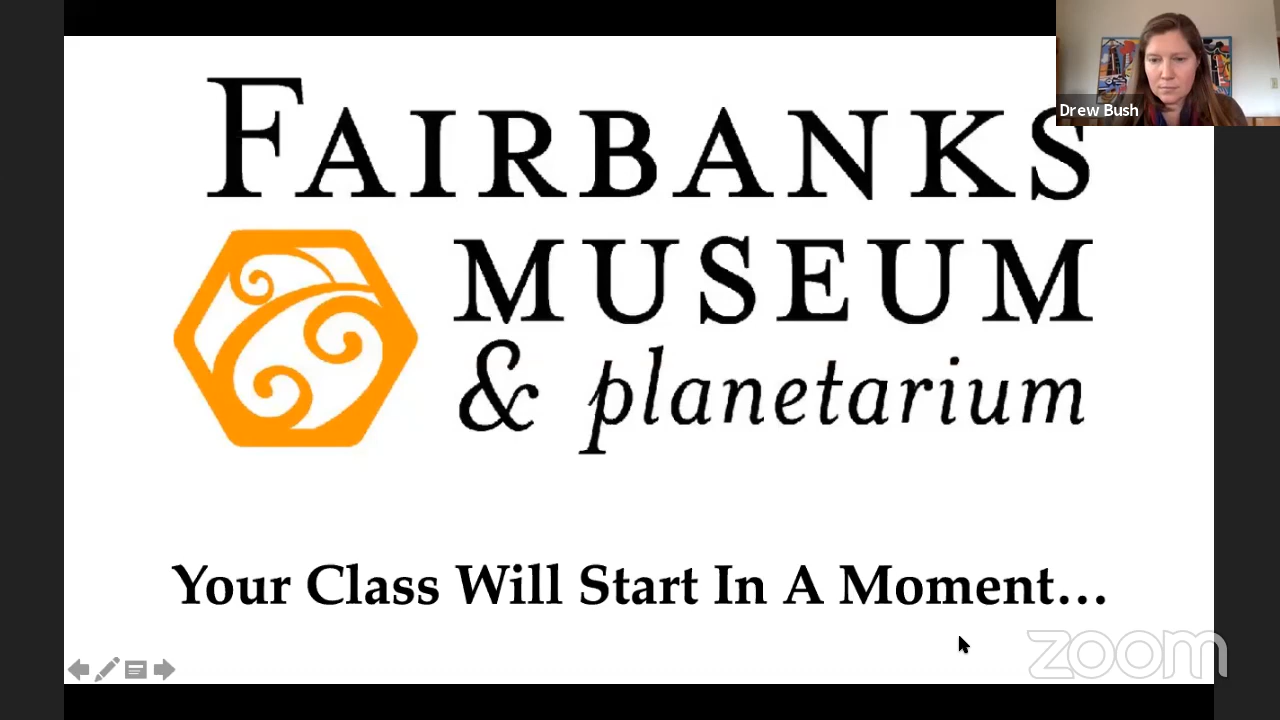 Drew Bush
FAIRBANKS
MUSEUM
& planetarium
Your Class Will Start In A Moment...
zoom